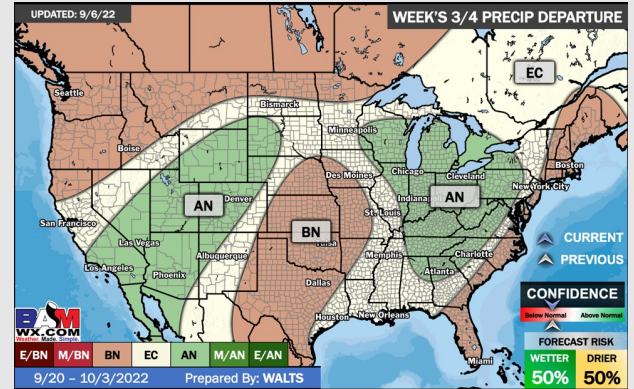 UPDATED: 9/6/22
WEEK'S 3/4 PRECIP DEPARTURE
EC
Seattle
Bismarck
Minneapolis
Boise
Boston
Chicago
Cleveland
Des Moines
New York City
AN
Denver
AN
Indiana
St. Louis
San Francisco
BN
Las Vegas
Tulsa
CURRENT
Albuquerque
Memphis
Charlotte
PREVIOUS
Los Angeles
Phoenix
Atlanta
Dallas
CONFIDENCE
Below Normal Above Normal
Houston
New Orleans
BAM
WX.COM
Weather. Made. Simple.
FORECAST RISK
WETTER DRIER
50% 50%
Miami
E/BN M/BN BN EC AN M/AN E/AN
9/20 - 10/3/2022 Prepared By: WALTS